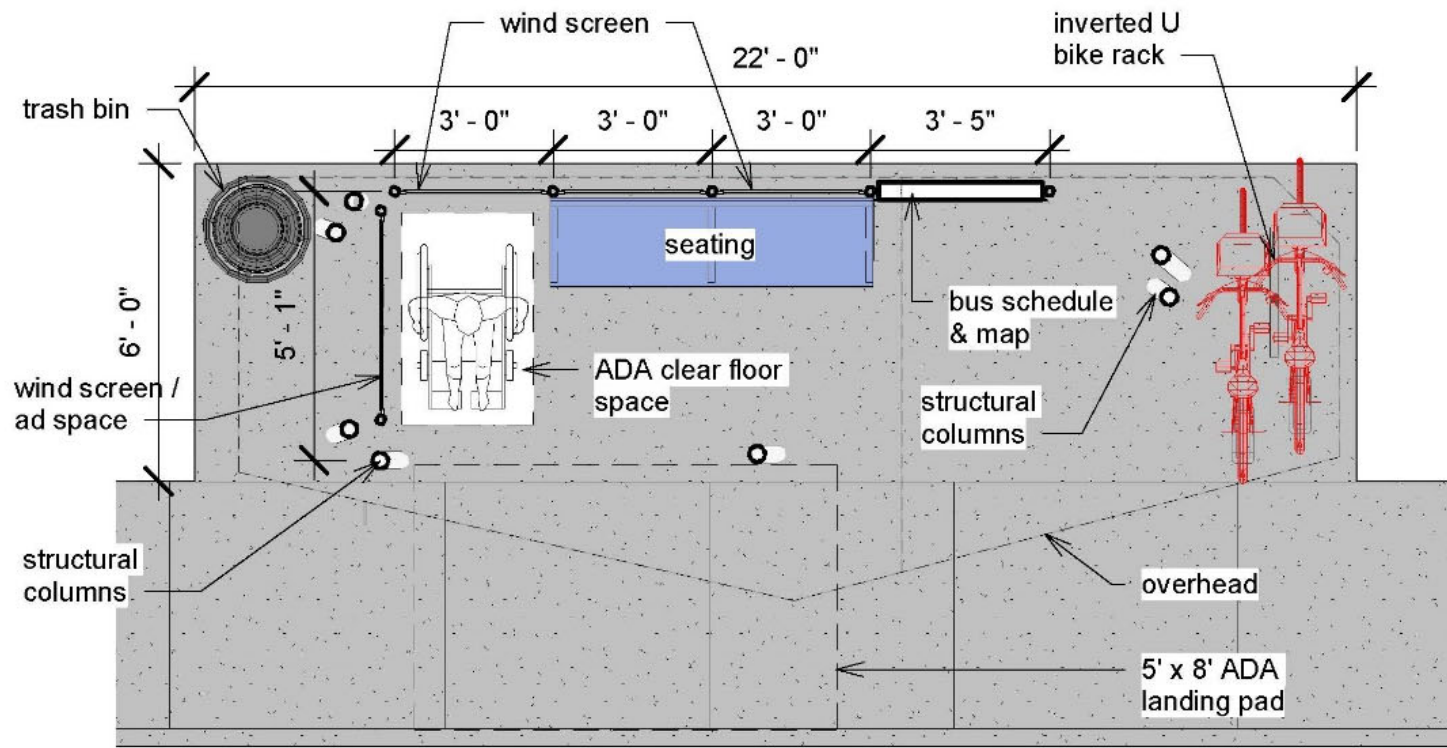 wind screen
inverted U
bike rack
22' - 0"
trash bin
3' - 0"
3' - 0"
3' - 0"
3' - 5"
seating
6' - 0"
5' - 1"
bus schedule
& map
wind screen /
ad space
ADA clear floor
space
structural
columns
structural
columns
overhead
5' x 8' ADA
landing pad